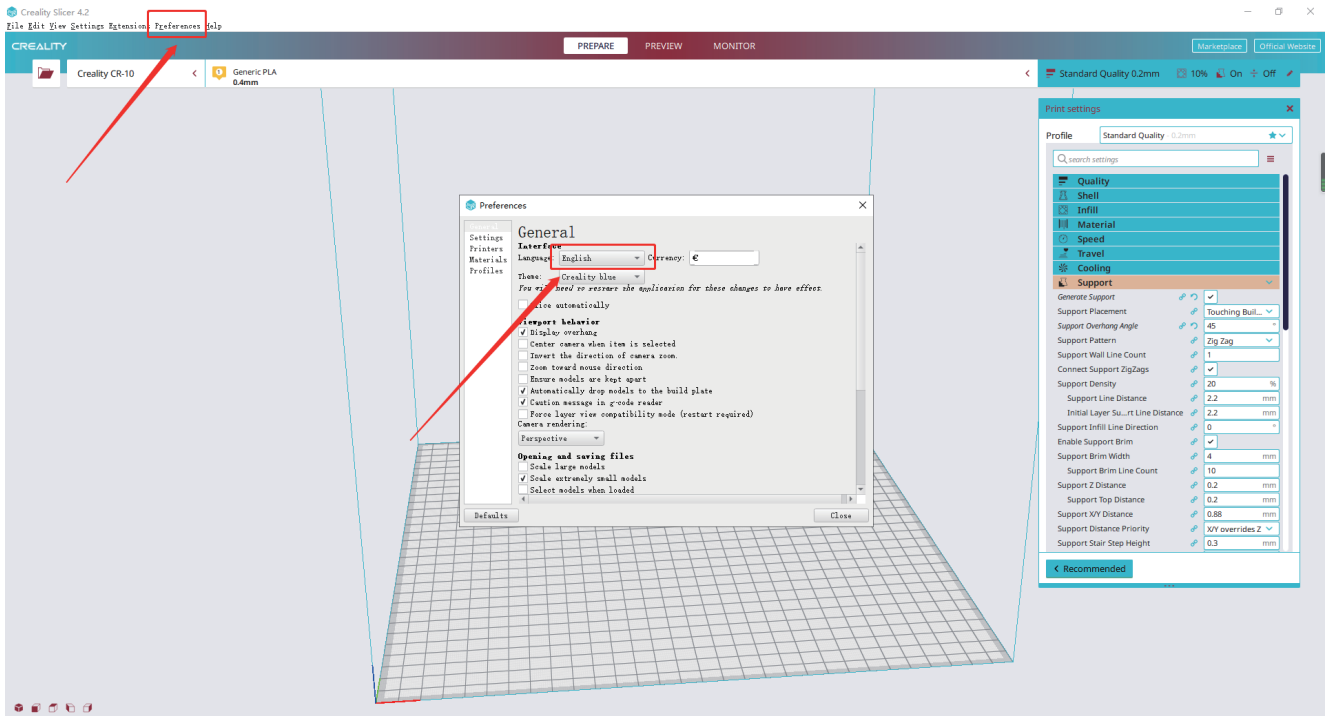 Creality Slicer 4.2
File Edit View Settings Extensions Preferences Help
CREALITY
PREPARE PREVIEW MONITOR
Marketplace Official Website
Creality CR-10
Generic PLA
0.4mm
Standard Quality 0.2mm 10% On Off
Print settings
Profile Standard Quality - 0.2mm
search settings
Quality
Shell
Infill
Material
Speed
Travel
Cooling
Support
Generate Support
Support Placement Touching Buil...
Support Overhang Angle 45 °
Support Pattern Zig Zag
Support Wall Line Count 1
Connect Support ZigZags
Support Density 20 %
Support Line Distance 2.2 mm
Initial Layer Su...rt Line Distance 2.2 mm
Support Infill Line Direction 0 °
Enable Support Brim
Support Brim Width 4 mm
Support Brim Line Count 10
Support Z Distance 0.2 mm
Support Top Distance 0.2 mm
Support X/Y Distance 0.88 mm
Support Distance Priority X/Y overrides Z
Support Stair Step Height 0.3 mm
Recommended
Preferences
General
Settings
Printers
Materials
Profiles
General
Interface
Language: English Currency: €
Theme: Creality blue
You will need to restart the application for these changes to have effect.
Slice automatically
Viewport behavior
Display overhang
Center camera when item is selected
Invert the direction of camera zoom.
Zoom toward mouse direction
Ensure models are kept apart
Automatically drop models to the build plate
Caution message in g-code reader
Force layer view compatibility mode (restart required)
Camera rendering:
Perspective
Opening and saving files
Scale large models
Scale extremely small models
Select models when loaded
Defaults Close